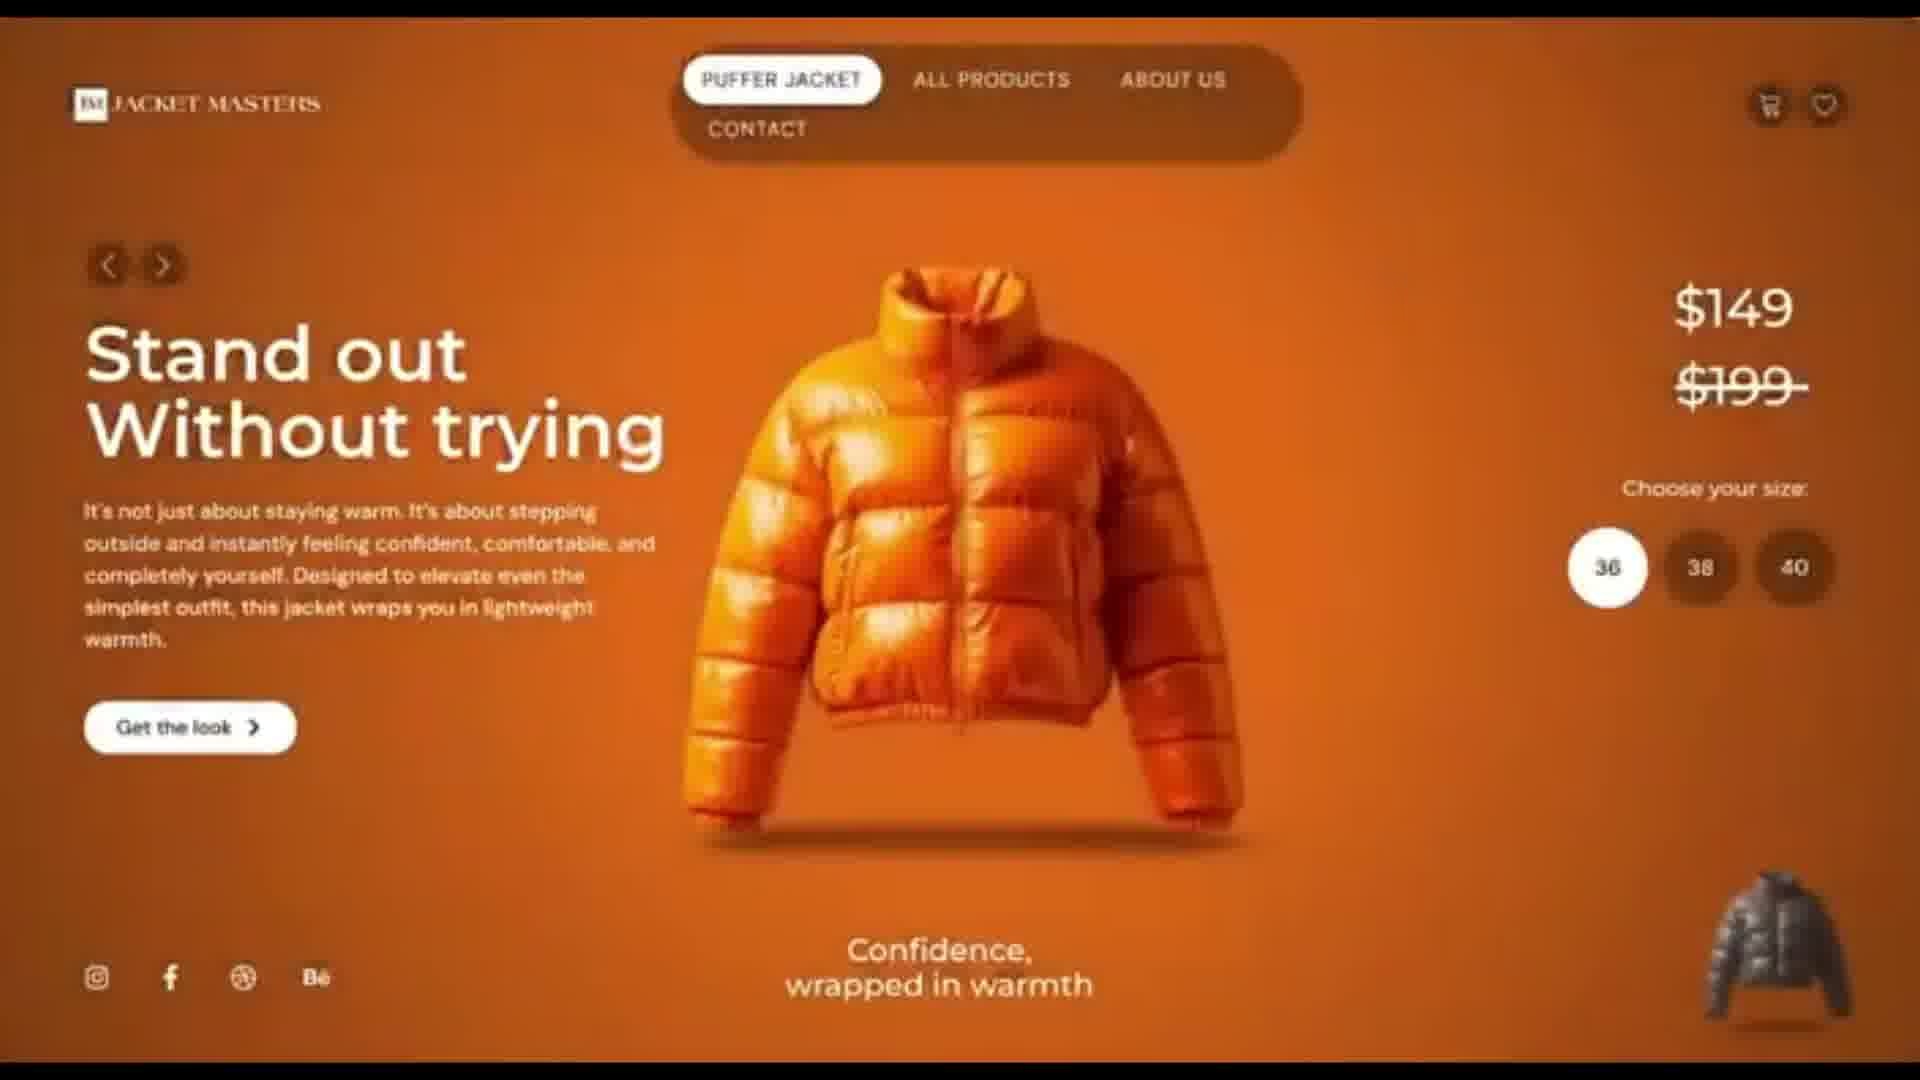 JACKET MASTERS
PUFFER JACKET
ALL PRODUCTS
ABOUT US
CONTACT
Stand out
Without trying
It's not just about staying warm. It's about stepping
outside and instantly feeling confident, comfortable, and
completely yourself. Designed to elevate even the
simplest outfit, this jacket wraps you in lightweight
warmth.
Get the look
$149
$199
Choose your size:
36
38
40
Confidence,
wrapped in warmth
Bē